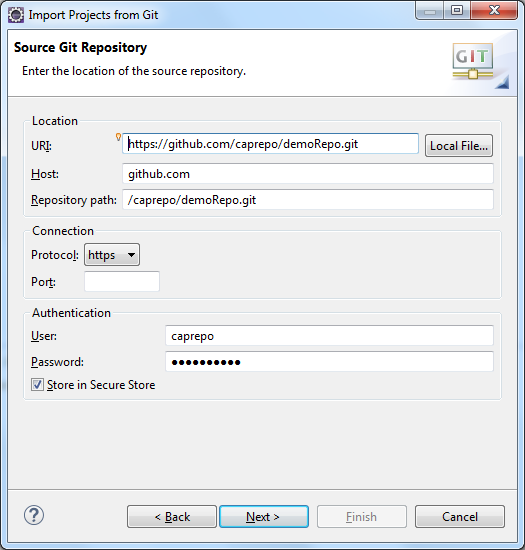 Import Projects from Git
Source Git Repository
Enter the location of the source repository.
GIT
Location
URI: https://github.com/caprepo/demoRepo.git Local File...
Host: github.com
Repository path: /caprepo/demoRepo.git
Connection
Protocol: https
Port:
Authentication
User: caprepo
Password: ●●●●●●●●●●
Store in Secure Store
? < Back Next > Finish Cancel